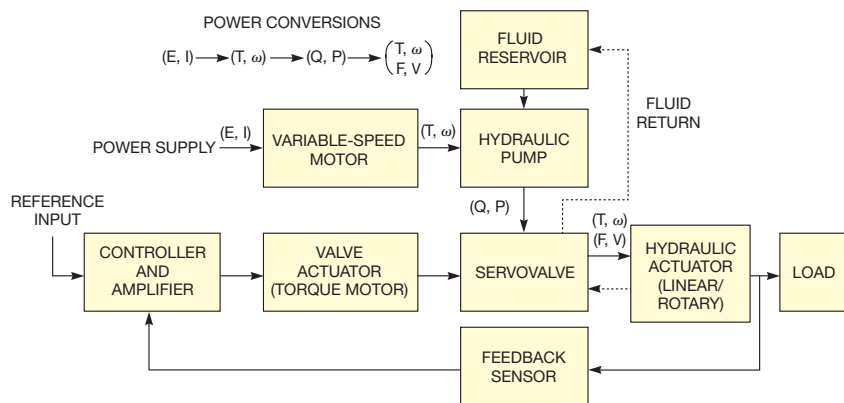 POWER CONVERSIONS
(E, I) → (T, ω) → (Q, P) → (T, ω
F, V)
FLUID
RESERVOIR
FLUID
RETURN
POWER SUPPLY
(E, I)
VARIABLE-SPEED
MOTOR
(T, ω)
HYDRAULIC
PUMP
(Q, P)
REFERENCE
INPUT
CONTROLLER
AND
AMPLIFIER
VALVE
ACTUATOR
(TORQUE MOTOR)
SERVOVALVE
(T, ω)
(F, V)
HYDRAULIC
ACTUATOR
(LINEAR/
ROTARY)
LOAD
FEEDBACK
SENSOR